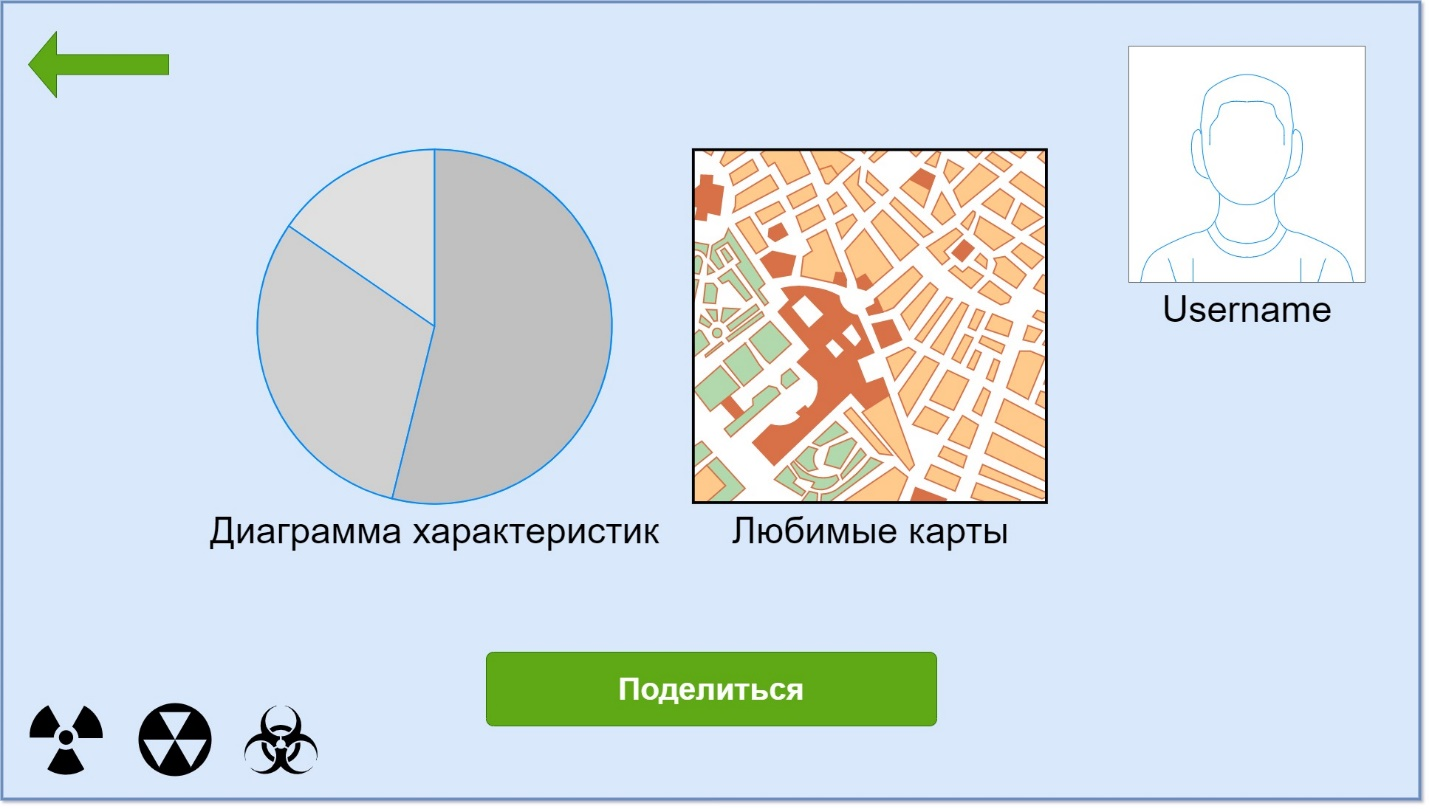 Username
Диаграмма характеристик
Любимые карты
Поделиться